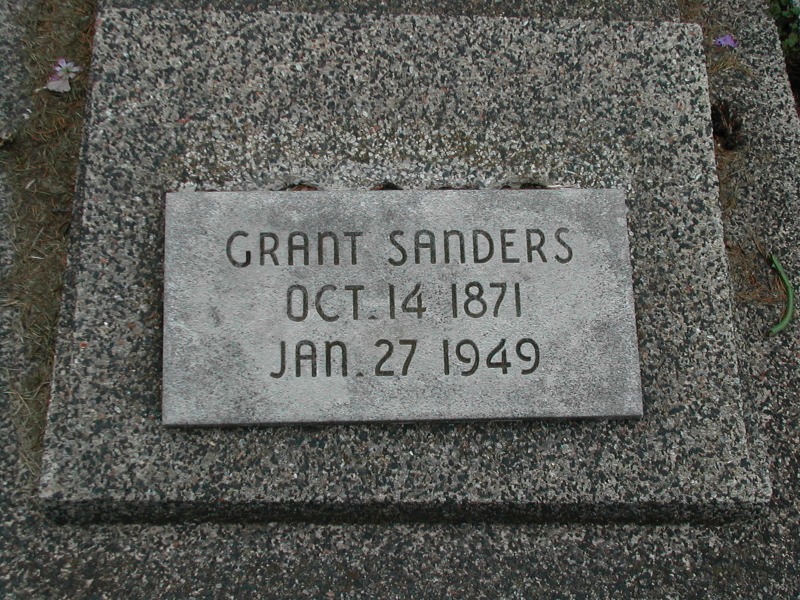 GRANT SANDERS
OCT. 14 1871
JAN. 27 1949